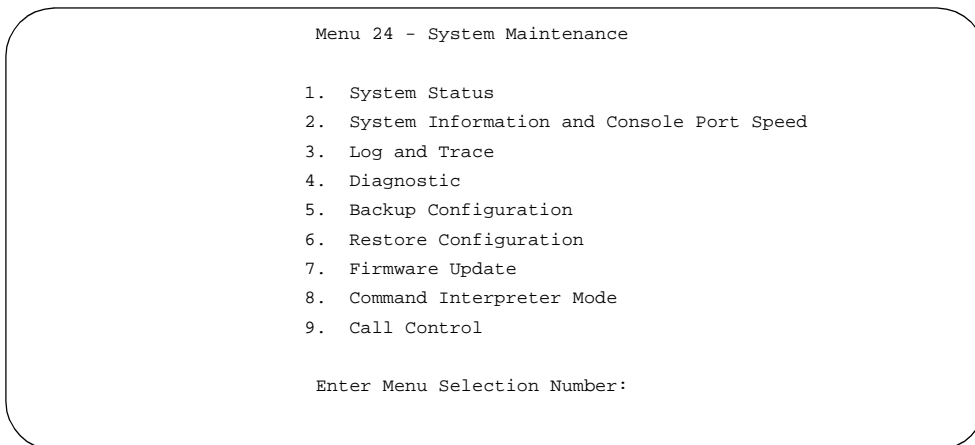 Menu 24 - System Maintenance
1. System Status
2. System Information and Console Port Speed
3. Log and Trace
4. Diagnostic
5. Backup Configuration
6. Restore Configuration
7. Firmware Update
8. Command Interpreter Mode
9. Call Control
Enter Menu Selection Number: